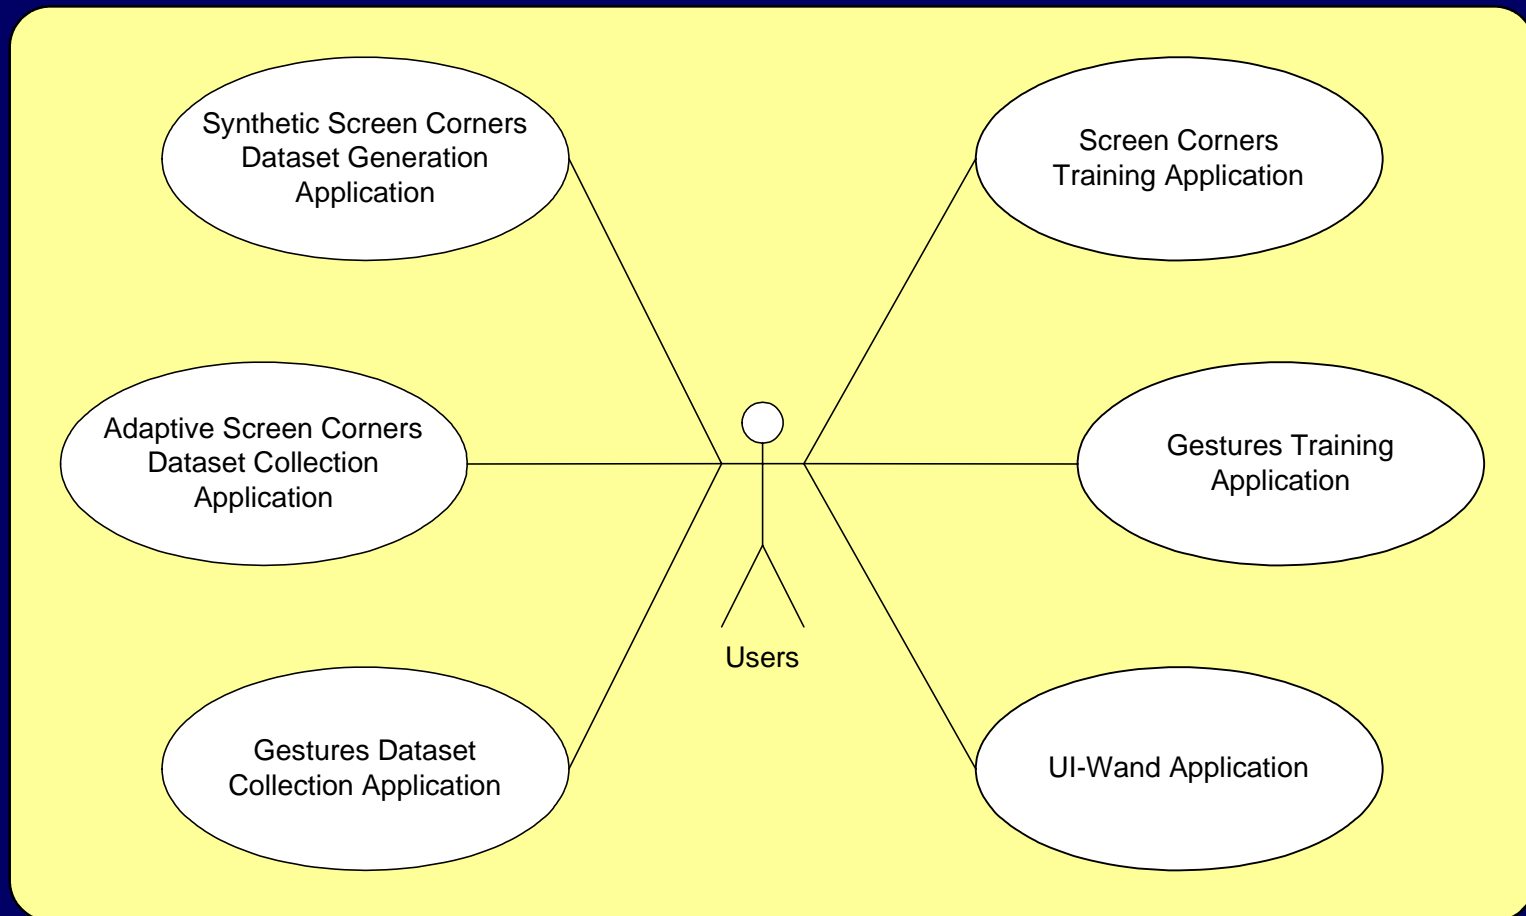 Synthetic Screen Corners
Dataset Generation
Application
Screen Corners
Training Application
Adaptive Screen Corners
Dataset Collection
Application
Gestures Training
Application
Users
Gestures Dataset
Collection Application
UI-Wand Application